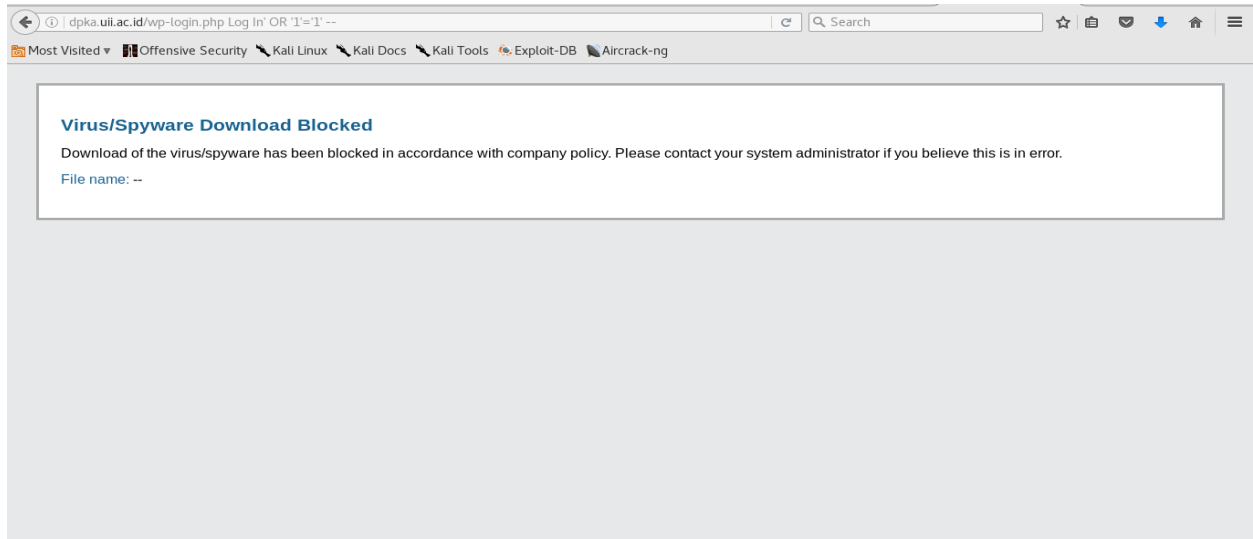 dpka.uii.ac.id/wp-login.php Log In' OR '1'='1' --
Search
Most Visited Offensive Security Kali Linux Kali Docs Kali Tools Exploit-DB Aircrack-ng
Virus/Spyware Download Blocked
Download of the virus/spyware has been blocked in accordance with company policy. Please contact your system administrator if you believe this is in error.
File name: --